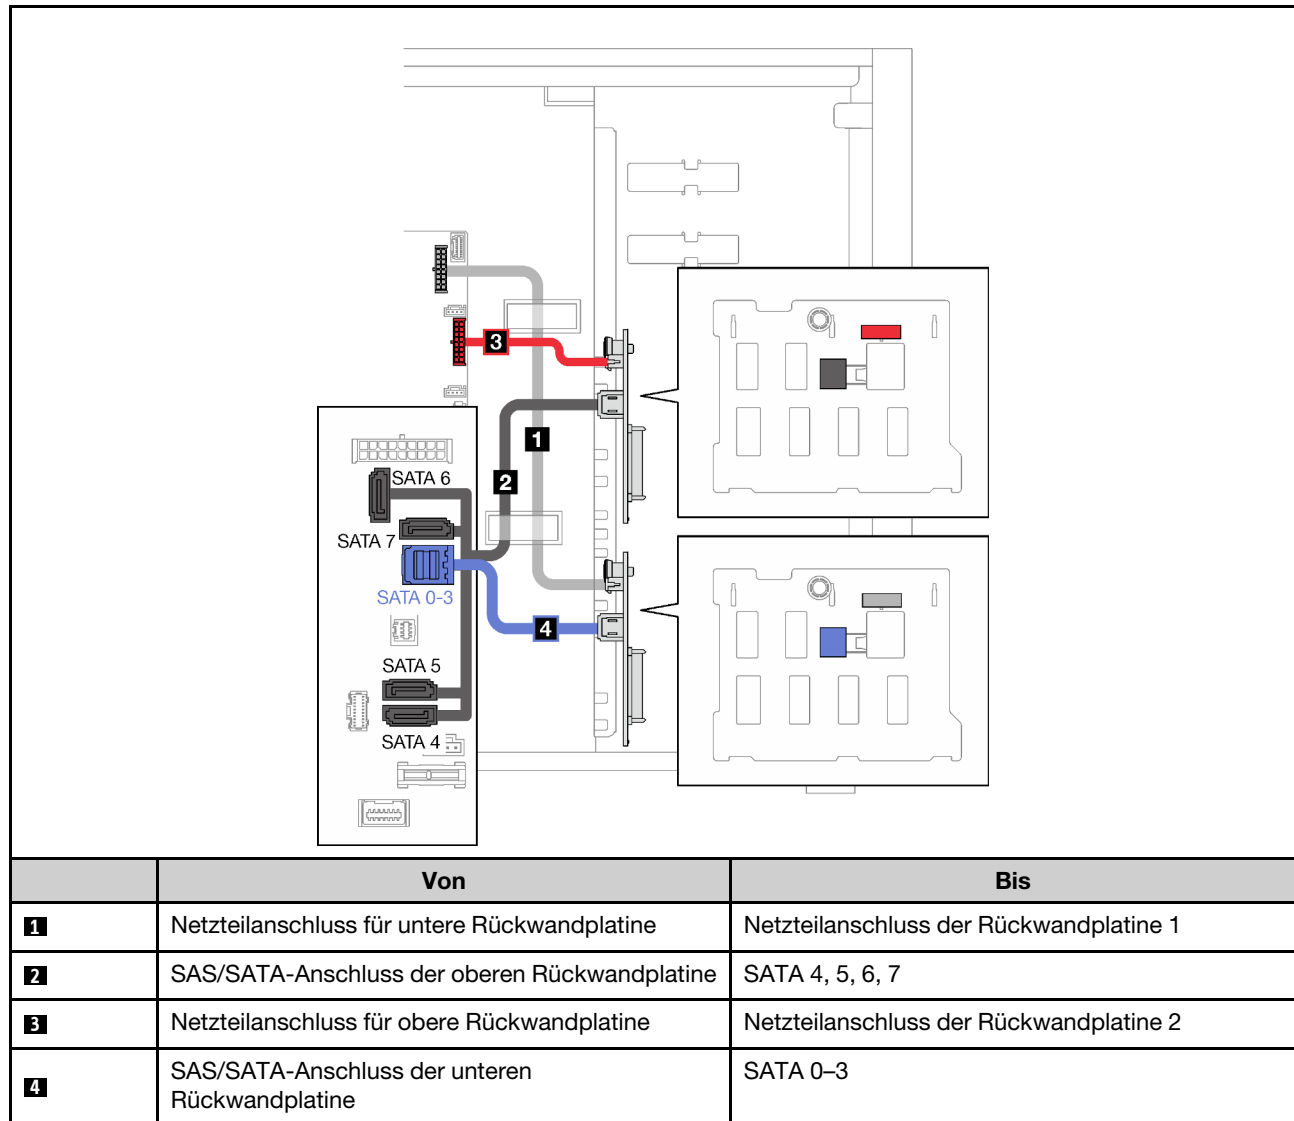 3
1
2
SATA 6
SATA 7
SATA 0-3
4
SATA 5
SATA 4
Von
Bis
1
Netzteilanschluss für untere Rückwandplatine
Netzteilanschluss der Rückwandplatine 1
2
SAS/SATA-Anschluss der oberen Rückwandplatine
SATA 4, 5, 6, 7
3
Netzteilanschluss für obere Rückwandplatine
Netzteilanschluss der Rückwandplatine 2
4
SAS/SATA-Anschluss der unteren
Rückwandplatine
SATA 0–3